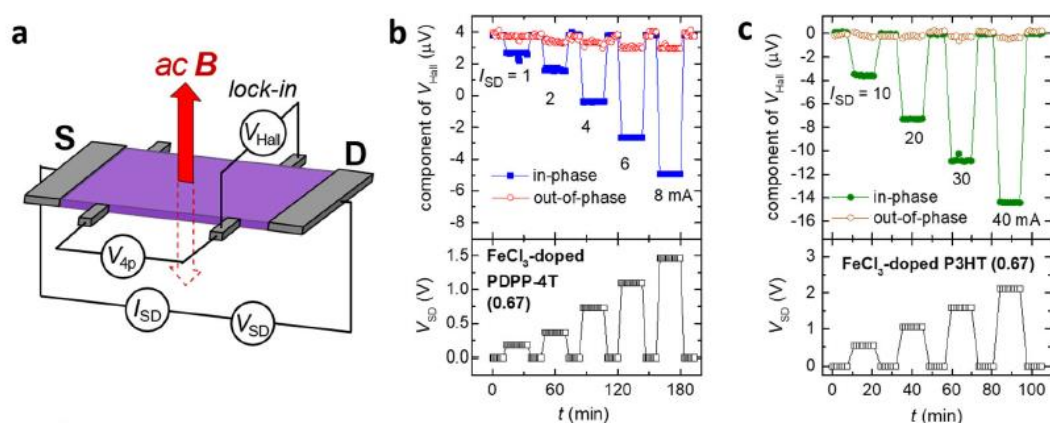 a
ac B
lock-in
S
V_Hall
D
V_4p
I_SD
V_SD
b
component of V_Hall (µV)
4
2
0
-2
-4
-6
-8
I_SD = 1
2
4
6
8 mA
in-phase
out-of-phase
V_SD (V)
1.5
1.0
0.5
0.0
FeCl₃-doped
PDPP-4T
(0.67)
0 60 120 180
t (min)
c
component of V_Hall (µV)
0
-2
-4
-6
-8
-10
-12
-14
-16
I_SD = 10
20
30
40 mA
in-phase
out-of-phase
V_SD (V)
3
2
1
0
FeCl₃-doped P3HT (0.67)
0 20 40 60 80 100
t (min)